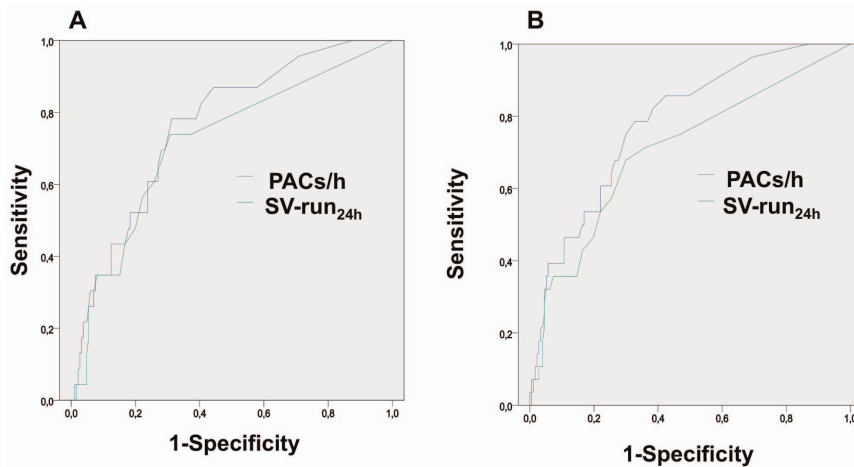 A
1,0
0,8
0,6
0,4
0,2
0,0
Sensitivity
PACs/h
SV-run24h
0,0 0,2 0,4 0,6 0,8 1,0
1-Specificity
B
1,0
0,8
0,6
0,4
0,2
0,0
Sensitivity
PACs/h
SV-run24h
0,0 0,2 0,4 0,6 0,8 1,0
1-Specificity